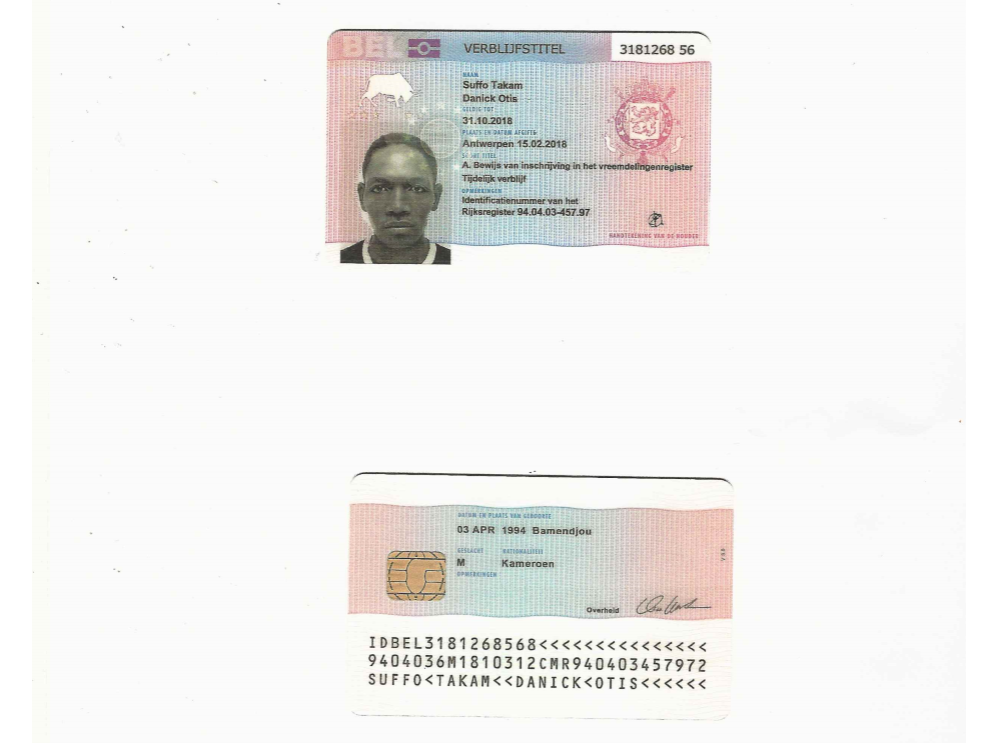 BEL
VERBLIJFSTITEL
3181268 56
NAAM
Suffo Takam
Danick Otis
GELDIG TOT
31.10.2018
PLAATS EN DATUM AFGIFTE
Antwerpen 15.02.2018
A. Bewijs van inschrijving in het vreemdelingenregister
Tijdelijk verblijf
OPMERKINGEN
Identificatienummer van het
Rijksregister 94.04.03-457.97
HANDTEKENING VAN DE HOUDER
DATUM EN PLAATS VAN GEBOORTE
03 APR 1994 Bamendjou
GESLACHT NATIONALITEIT
M Kameroen
OPMERKINGEN
Overheid
IDBEL3181268568<<<<<<<<<<<<<<<
9404036M1810312CMR940403457972
SUFFO<TAKAM<<DANICK<OTIS<<<<<<